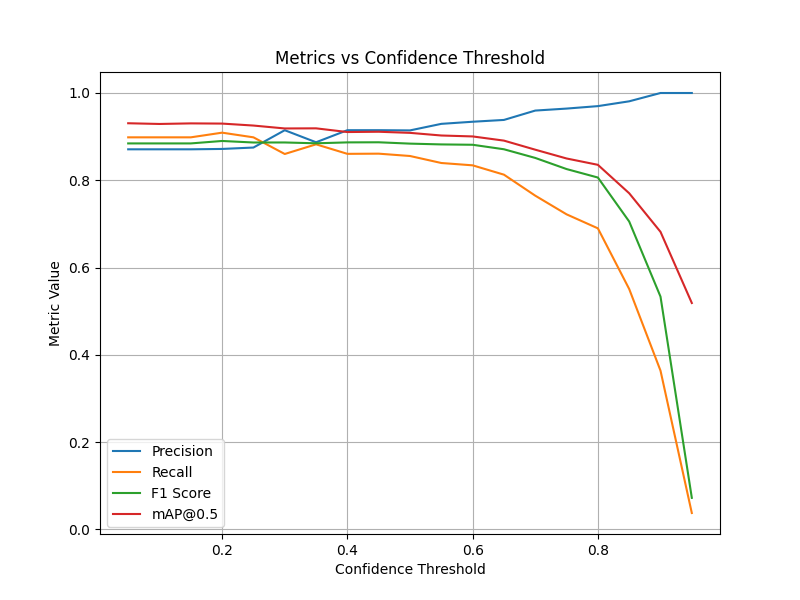 Metrics vs Confidence Threshold
Metric Value
1.0
0.8
0.6
0.4
0.2
0.0
Precision
Recall
F1 Score
mAP@0.5
0.2 0.4 0.6 0.8
Confidence Threshold